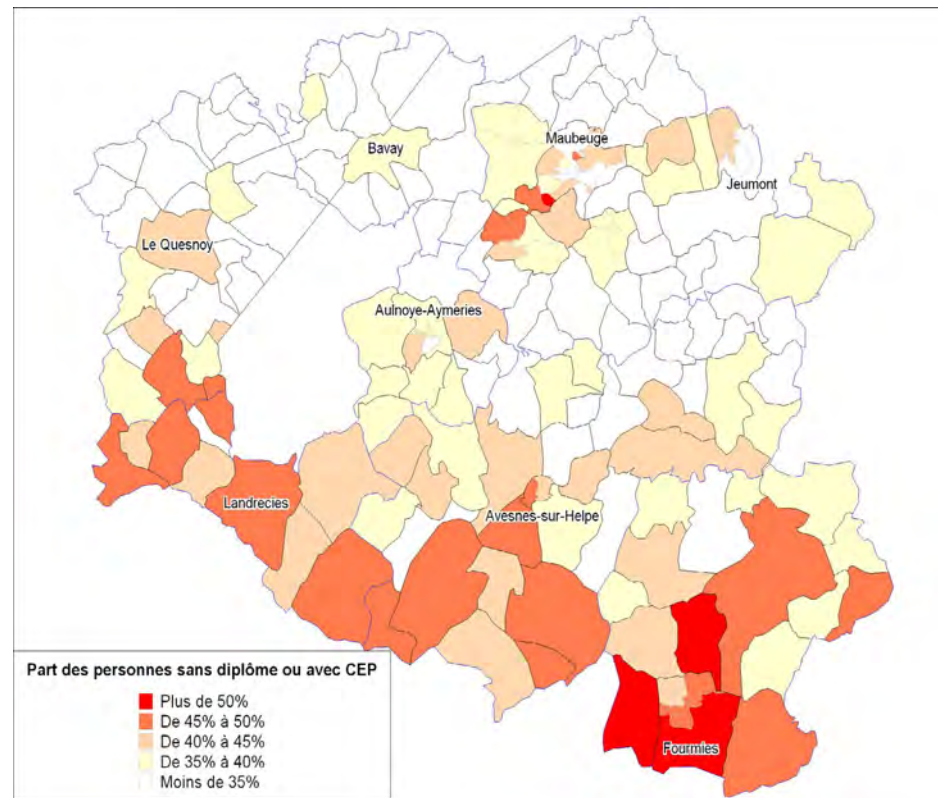 Maubeuge
Bavay
Jeumont
Le Quesnoy
Aulnoye-Aymeries
Landrecies
Avesnes-sur-Helpe
Fourmies
Part des personnes sans diplôme ou avec CEP
Plus de 50%
De 45% à 50%
De 40% à 45%
De 35% à 40%
Moins de 35%